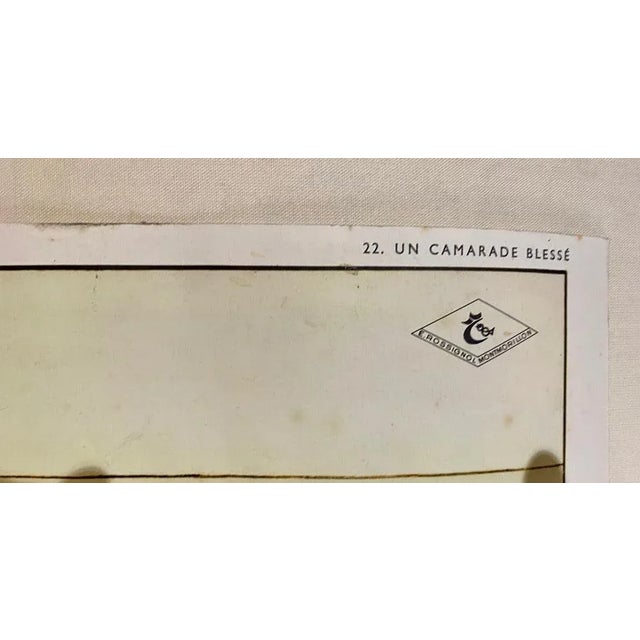 22. UN CAMARADE BLESSÉ
E. ROSSIGNOL MONTMORILLON